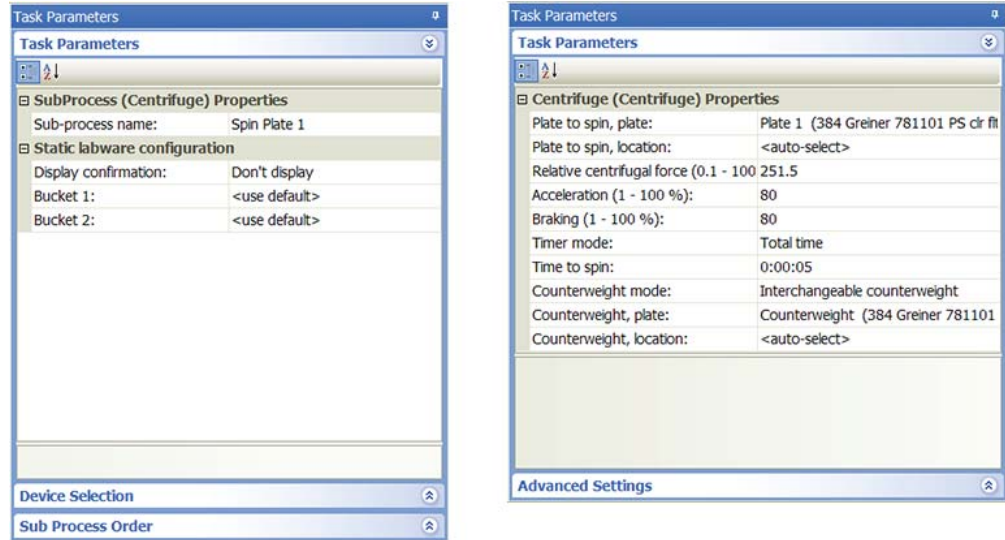 Task Parameters
Task Parameters
SubProcess (Centrifuge) Properties
Sub-process name: Spin Plate 1
Static labware configuration
Display confirmation: Don't display
Bucket 1: <use default>
Bucket 2: <use default>
Device Selection
Sub Process Order
Task Parameters
Task Parameters
Centrifuge (Centrifuge) Properties
Plate to spin, plate: Plate 1 (384 Greiner 781101 PS clr flt
Plate to spin, location: <auto-select>
Relative centrifugal force (0.1 - 100 251.5
Acceleration (1 - 100 %): 80
Braking (1 - 100 %): 80
Timer mode: Total time
Time to spin: 0:00:05
Counterweight mode: Interchangeable counterweight
Counterweight, plate: Counterweight (384 Greiner 781101
Counterweight, location: <auto-select>
Advanced Settings